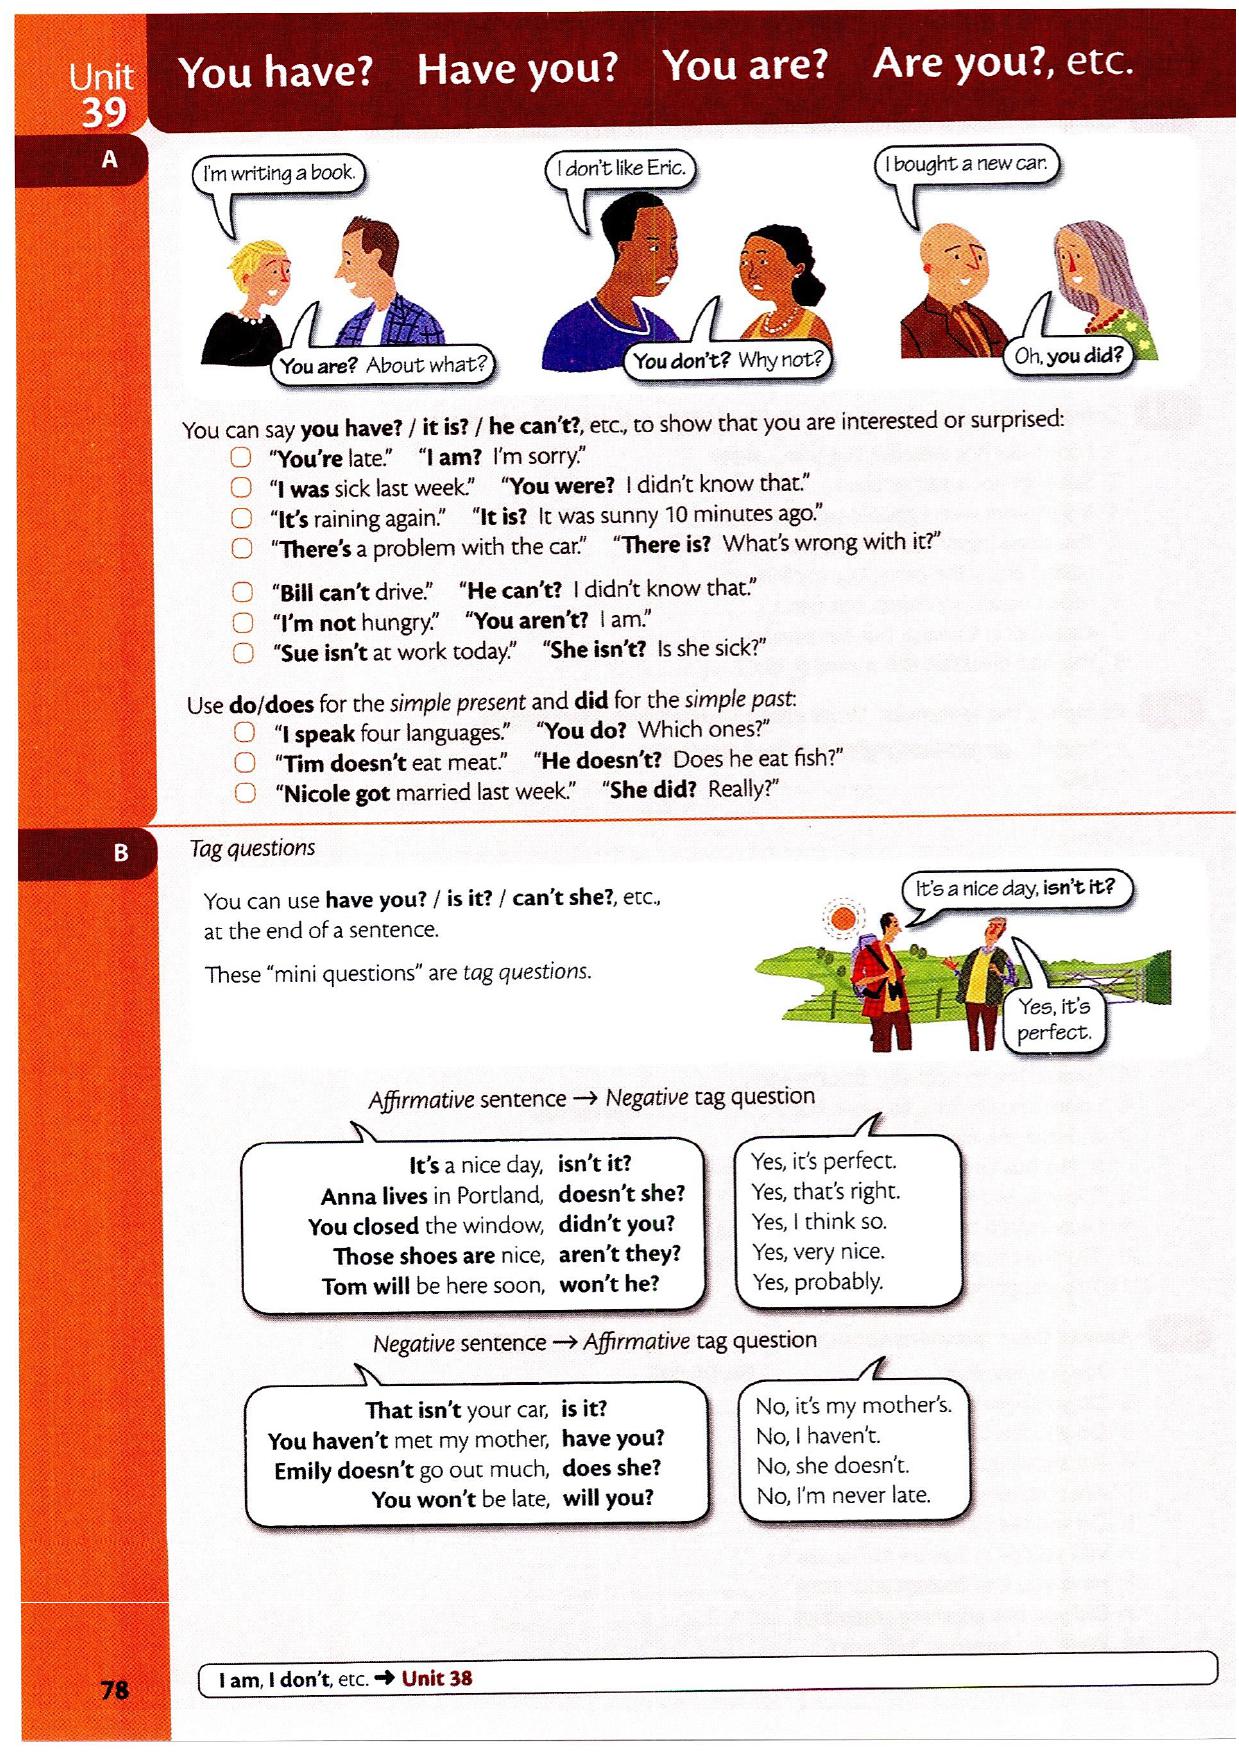 Unit
39
You have? Have you? You are? Are you?, etc.
A
I'm writing a book.
You are? About what?
I don't like Eric.
You don't? Why not?
I bought a new car.
Oh, you did?
You can say you have? / it is? / he can't?, etc., to show that you are interested or surprised:
"You're late." "I am? I'm sorry."
"I was sick last week." "You were? I didn't know that."
"It's raining again." "It is? It was sunny 10 minutes ago."
"There's a problem with the car." "There is? What's wrong with it?"
"Bill can't drive." "He can't? I didn't know that."
"I'm not hungry." "You aren't? I am."
"Sue isn't at work today." "She isn't? Is she sick?"
Use do/does for the simple present and did for the simple past:
"I speak four languages." "You do? Which ones?"
"Tim doesn't eat meat." "He doesn't? Does he eat fish?"
"Nicole got married last week." "She did? Really?"
B
Tag questions
You can use have you? / is it? / can't she?, etc.,
at the end of a sentence.
These "mini questions" are tag questions.
It's a nice day, isn't it?
Yes, it's
perfect.
Affirmative sentence → Negative tag question
It's a nice day, isn't it? Yes, it's perfect.
Anna lives in Portland, doesn't she? Yes, that's right.
You closed the window, didn't you? Yes, I think so.
Those shoes are nice, aren't they? Yes, very nice.
Tom will be here soon, won't he? Yes, probably.
Negative sentence → Affirmative tag question
That isn't your car, is it? No, it's my mother's.
You haven't met my mother, have you? No, I haven't.
Emily doesn't go out much, does she? No, she doesn't.
You won't be late, will you? No, I'm never late.
78
I am, I don't, etc. → Unit 38